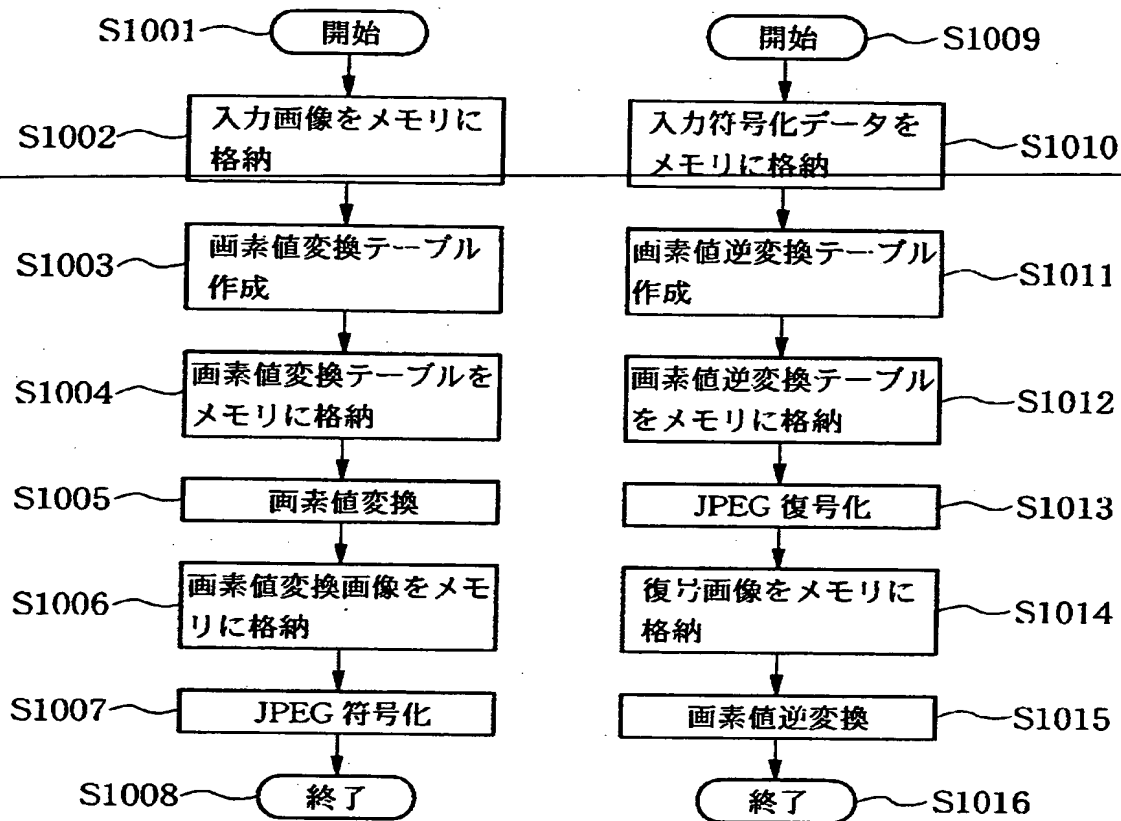 S1001
開始
S1002
入力画像をメモリに
格納
S1003
画素値変換テーブル
作成
S1004
画素値変換テーブルを
メモリに格納
S1005
画素値変換
S1006
画素値変換画像をメモ
リに格納
S1007
JPEG 符号化
S1008
終了
開始
S1009
入力符号化データを
メモリに格納
S1010
画素値逆変換テーブル
作成
S1011
画素値逆変換テーブル
をメモリに格納
S1012
JPEG 復号化
S1013
復号画像をメモリに
格納
S1014
画素値逆変換
S1015
終了
S1016